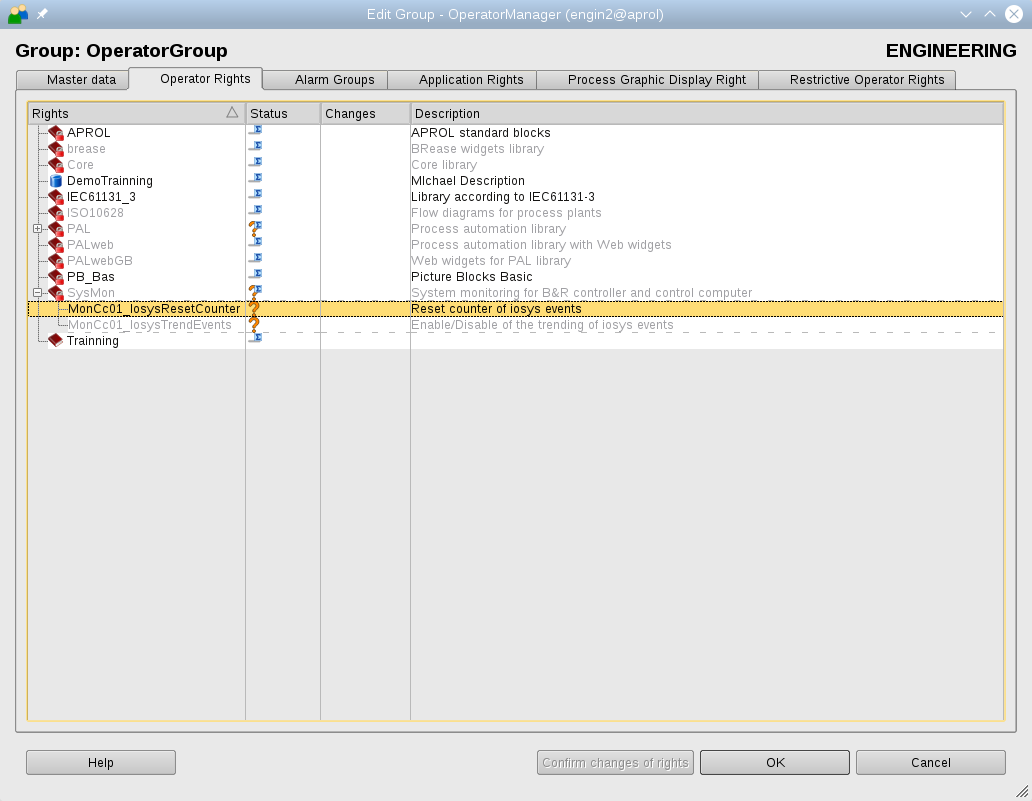 Edit Group - OperatorManager (engin2@aprol)
Group: OperatorGroup ENGINEERING
Master data Operator Rights Alarm Groups Application Rights Process Graphic Display Right Restrictive Operator Rights
Rights Status Changes Description
APROL APROL standard blocks
brease BRease widgets library
Core Core library
DemoTrainning MIchael Description
IEC61131_3 Library according to IEC61131-3
ISO10628 Flow diagrams for process plants
PAL Process automation library
PALweb Process automation library with Web widgets
PALwebGB Web widgets for PAL library
PB_Bas Picture Blocks Basic
SysMon System monitoring for B&R controller and control computer
MonCc01_IosysResetCounter Reset counter of iosys events
MonCc01_IosysTrendEvents Enable/Disable of the trending of iosys events
Trainning
Help Confirm changes of rights OK Cancel